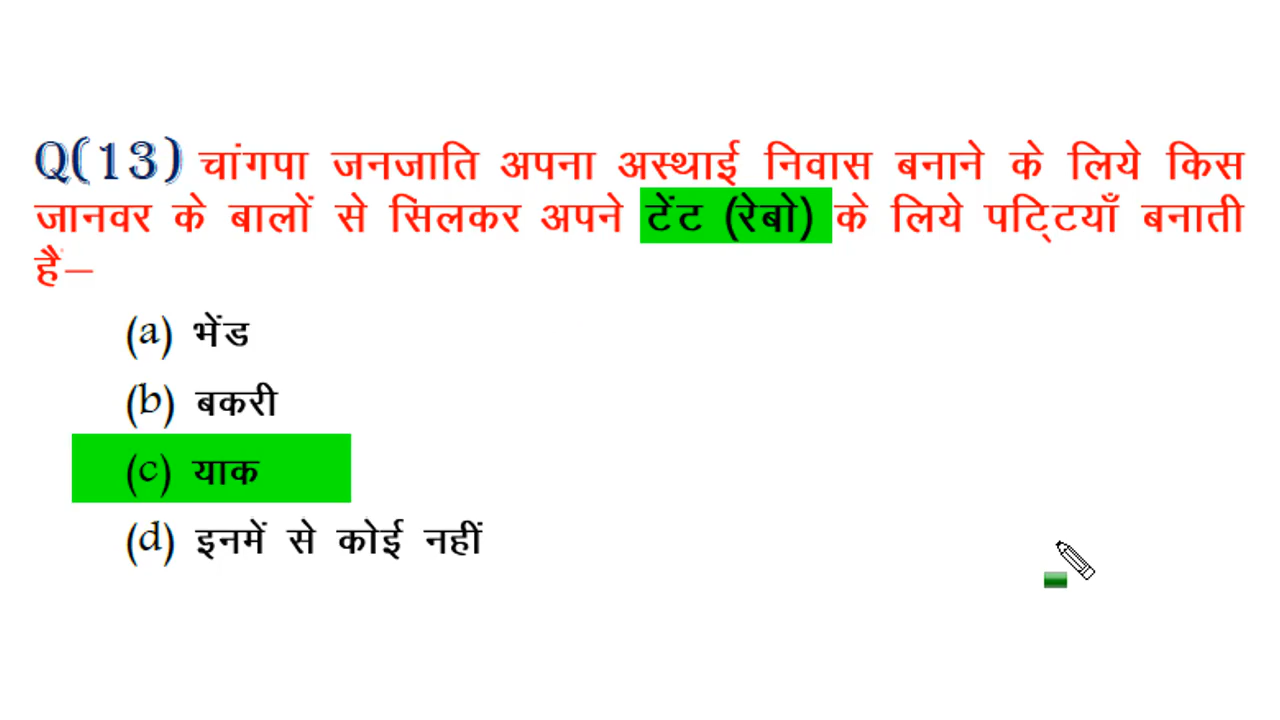 Q(13) चांगपा जनजाति अपना अस्थाई निवास बनाने के लिये किस
जानवर के बालों से सिलकर अपने टेंट (रेबो) के लिये पट्टियाँ बनाती
हैं–
(a) भेंड
(b) बकरी
(c) याक
(d) इनमें से कोई नहीं